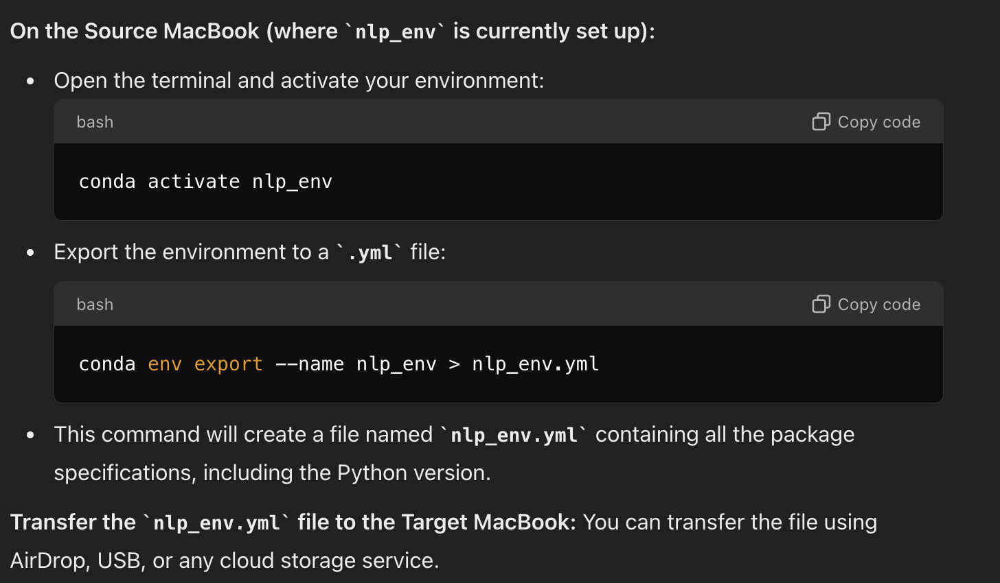 On the Source MacBook (where `nlp_env` is currently set up):
• Open the terminal and activate your environment:
bash Copy code
conda activate nlp_env
• Export the environment to a `.yml` file:
bash Copy code
conda env export --name nlp_env > nlp_env.yml
• This command will create a file named `nlp_env.yml` containing all the package
specifications, including the Python version.
Transfer the `nlp_env.yml` file to the Target MacBook: You can transfer the file using
AirDrop, USB, or any cloud storage service.